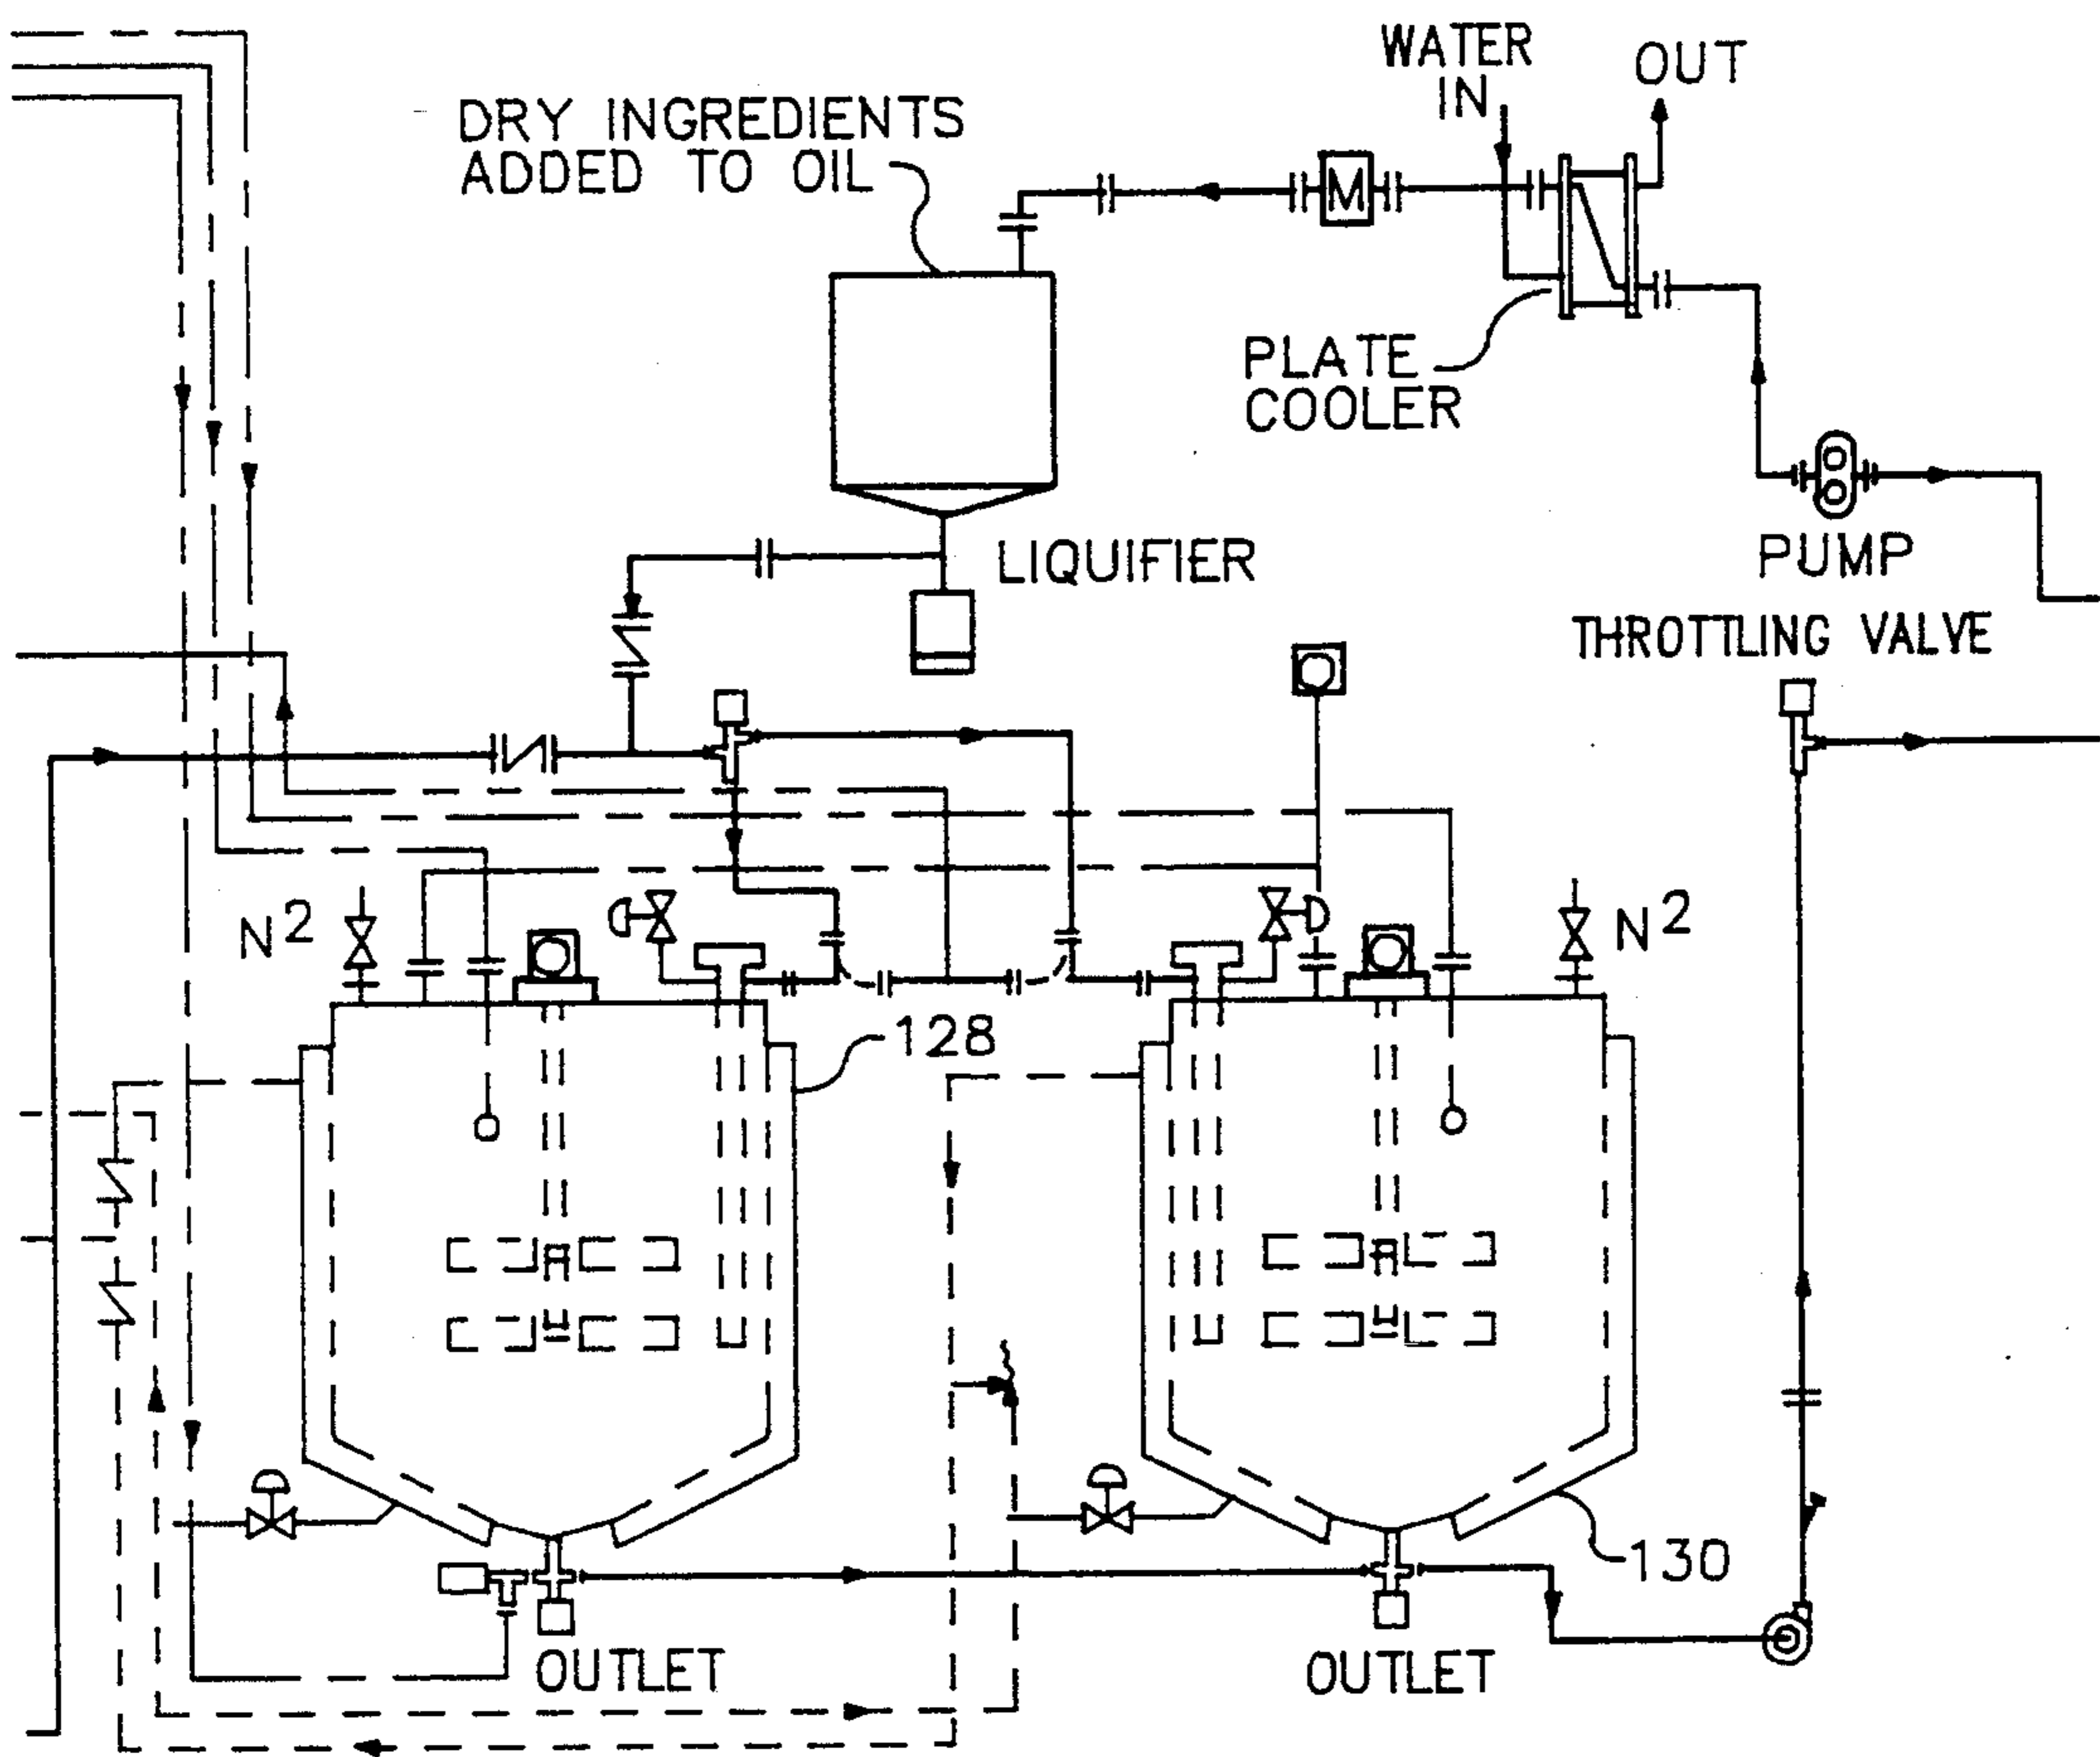 WATER
IN
OUT
DRY INGREDIENTS
ADDED TO OIL
M
PLATE
COOLER
LIQUIFIER
PUMP
THROTTLING VALVE
N2
N2
128
130
OUTLET
OUTLET